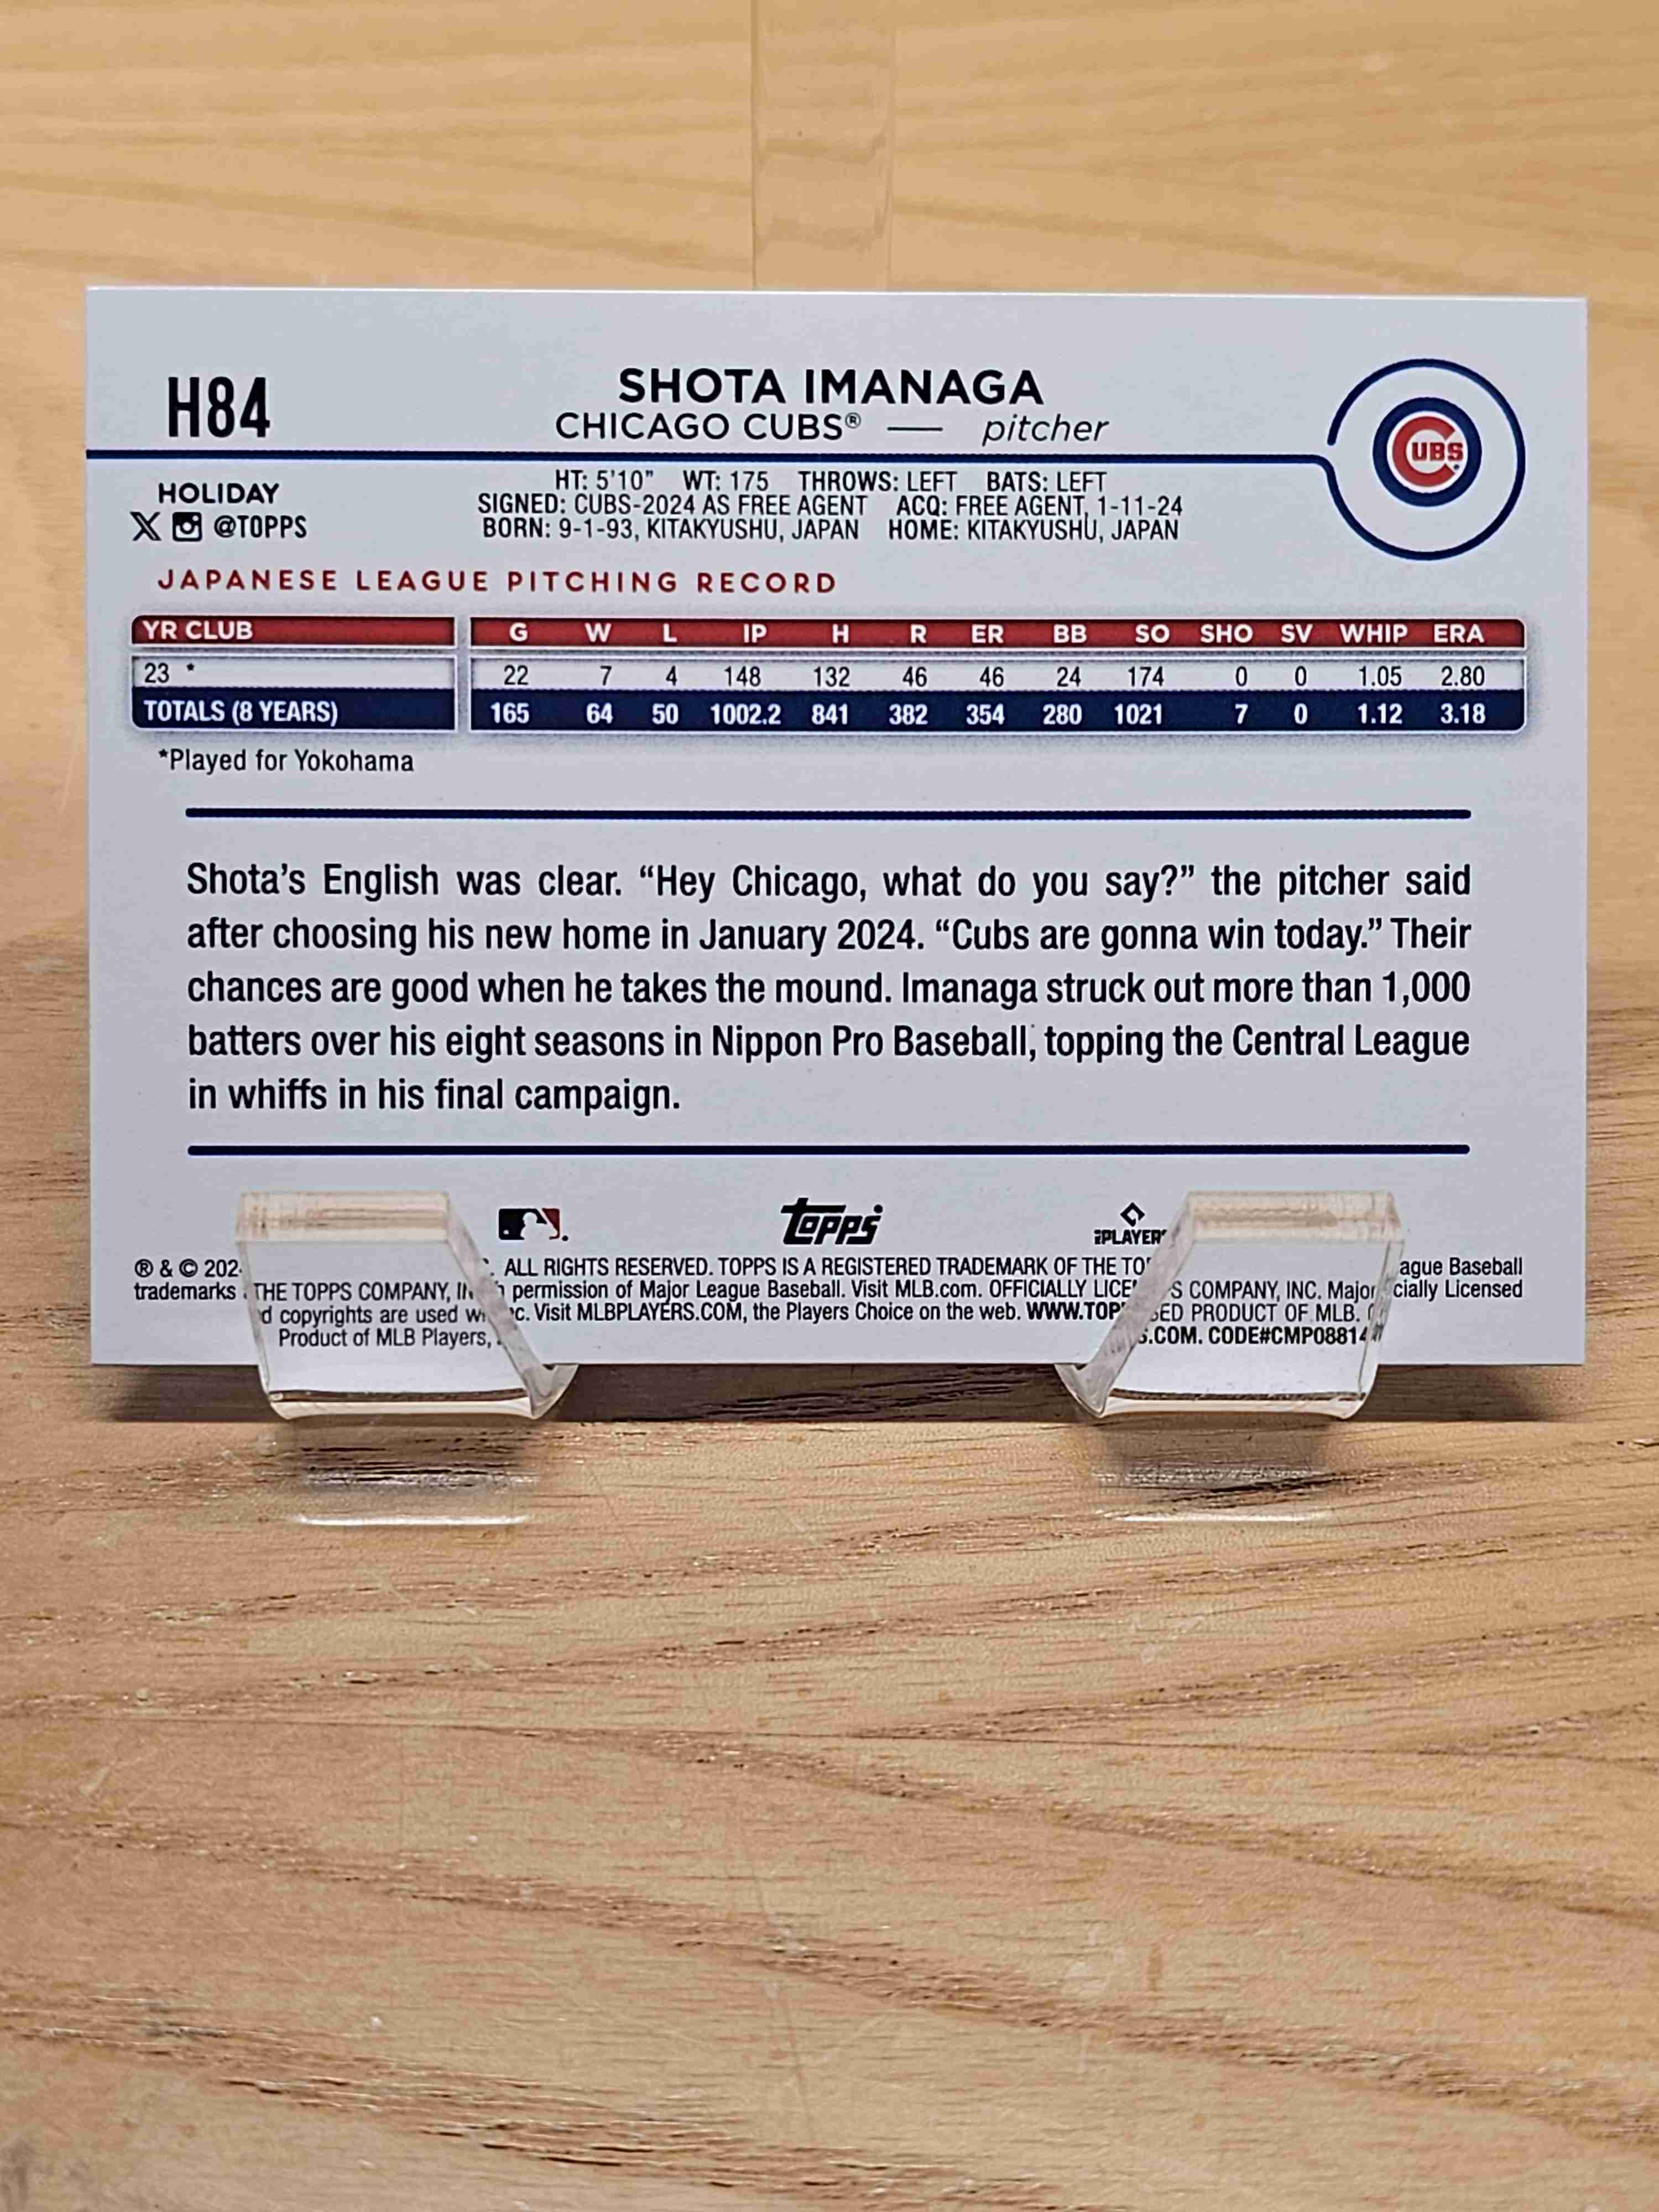 H84
SHOTA IMANAGA
CHICAGO CUBS® — pitcher
CUBS
HOLIDAY
@TOPPS
HT: 5'10" WT: 175 THROWS: LEFT BATS: LEFT
SIGNED: CUBS-2024 AS FREE AGENT ACQ: FREE AGENT, 1-11-24
BORN: 9-1-93, KITAKYUSHU, JAPAN HOME: KITAKYUSHU, JAPAN
JAPANESE LEAGUE PITCHING RECORD
YR CLUB G W L IP H R ER BB SO SHO SV WHIP ERA
23 * 22 7 4 148 132 46 46 24 174 0 0 1.05 2.80
TOTALS (8 YEARS) 165 64 50 1002.2 841 382 354 280 1021 7 0 1.12 3.18
*Played for Yokohama
Shota's English was clear. “Hey Chicago, what do you say?” the pitcher said
after choosing his new home in January 2024. “Cubs are gonna win today.” Their
chances are good when he takes the mound. Imanaga struck out more than 1,000
batters over his eight seasons in Nippon Pro Baseball, topping the Central League
in whiffs in his final campaign.
topps
® & © THE TOPPS COMPANY, ALL RIGHTS RESERVED. TOPPS IS A REGISTERED TRADEMARK OF THE S COMPANY, INC. Major ague Baseball
trademarks d copyrights are used permission of Major League Baseball. Visit MLB.com. OFFICIALLY PRODUCT OF MLB. cially Licensed
Product of MLB Players, Visit MLBPLAYERS.COM, the Players Choice on the web. .COM. CODE#CMP08814